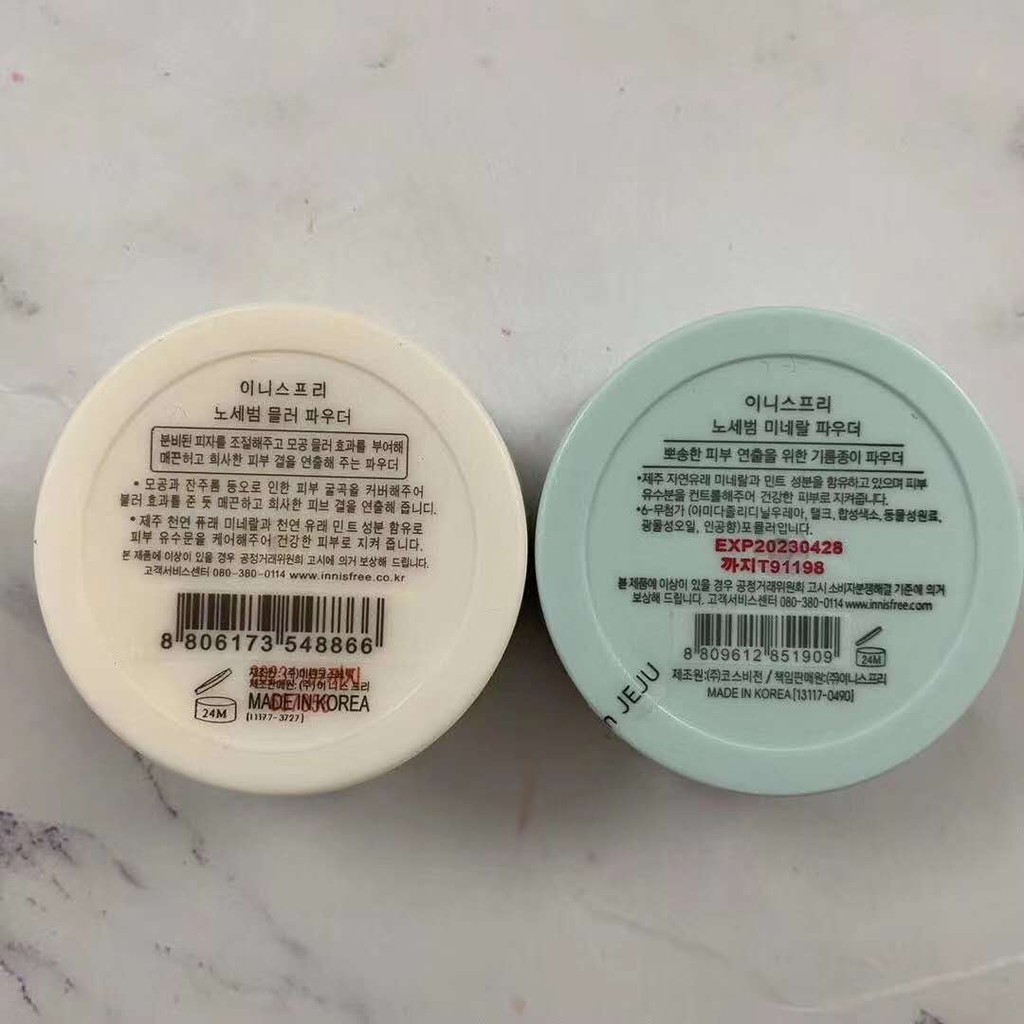 이니스프리
노세범 믈러 파우더
분비된 피지를 조절해주고 모공 믈러 효과를 부여해
매끈허고 희사한 피부 결을 연출해 주는 파우더
• 모공과 잔주름 등오로 인한 피부 굴곡을 커버해주어
블러 효과를 준 듯 매끈하고 희사한 피브 결을 연출해 줍니다.
• 제주 천연 퓨래 미네랄과 천연 유래 민트 성분 함유로
피부 유수문을 케어해주어 건강한 피부로 지켜 줍니다.
본 제품에 이상이 있을 경우 공정거래위원회 고시에 의거 보상해 드립니다.
고객서비스센터 080-380-0114 www.innisfree.co.kr
8 806173 548866
제조판매원: (주)이니스프리
24M
MADE IN KOREA
[11177-3727]
이니스프리
노세범 미네랄 파우더
뽀송한 피부 연출을 위한 기름종이 파우더
•제주 자연유래 미네랄과 민트 성분을 함유하고 있으며 피부
유수분을 컨트롤해주어 건강한 피부로 지켜줍니다.
•6-무첨가 (이미다졸리디닐우레아, 탤크, 합성색소, 동물성원료,
광물성오일, 인공향)포뮬러입니다.
EXP20230428
까지T91198
본 제품에 이상이 있을 경우 공정거래위원회 고시 소비자분쟁해결 기준에 의거
보상해 드립니다. 고객서비스센터 080-380-0114 www.innisfree.com
8 809612 851909
24M
제조원:(주)코스비전 / 책임판매원:(주)이니스프리
MADE IN KOREA [13117-0490]
JEJU